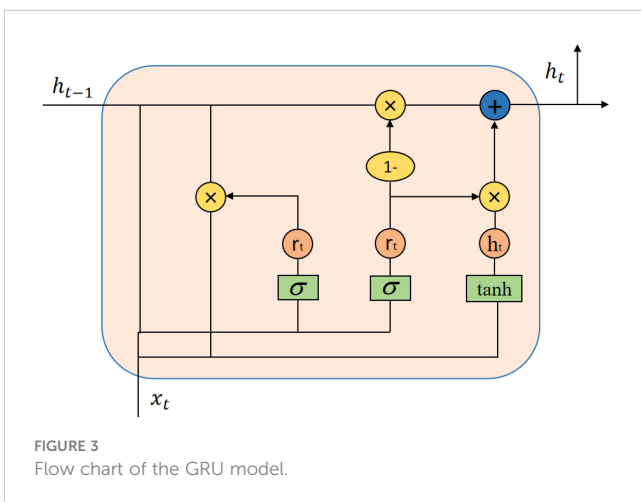 h_{t-1}
h_t
×
+
1-
×
×
r_t
r_t
h_t
σ
σ
tanh
x_t
FIGURE 3
Flow chart of the GRU model.